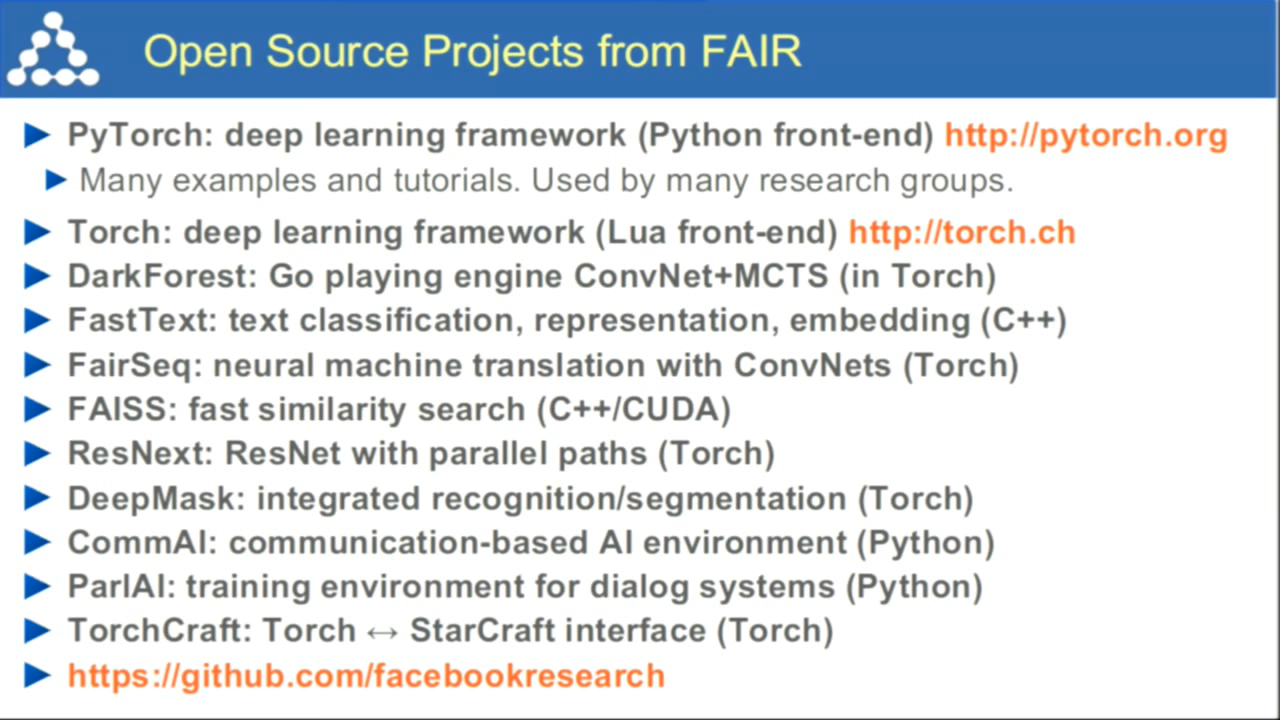 Open Source Projects from FAIR
PyTorch: deep learning framework (Python front-end) http://pytorch.org
Many examples and tutorials. Used by many research groups.
Torch: deep learning framework (Lua front-end) http://torch.ch
DarkForest: Go playing engine ConvNet+MCTS (in Torch)
FastText: text classification, representation, embedding (C++)
FairSeq: neural machine translation with ConvNets (Torch)
FAISS: fast similarity search (C++/CUDA)
ResNext: ResNet with parallel paths (Torch)
DeepMask: integrated recognition/segmentation (Torch)
CommAI: communication-based AI environment (Python)
ParlAI: training environment for dialog systems (Python)
TorchCraft: Torch ↔ StarCraft interface (Torch)
https://github.com/facebookresearch